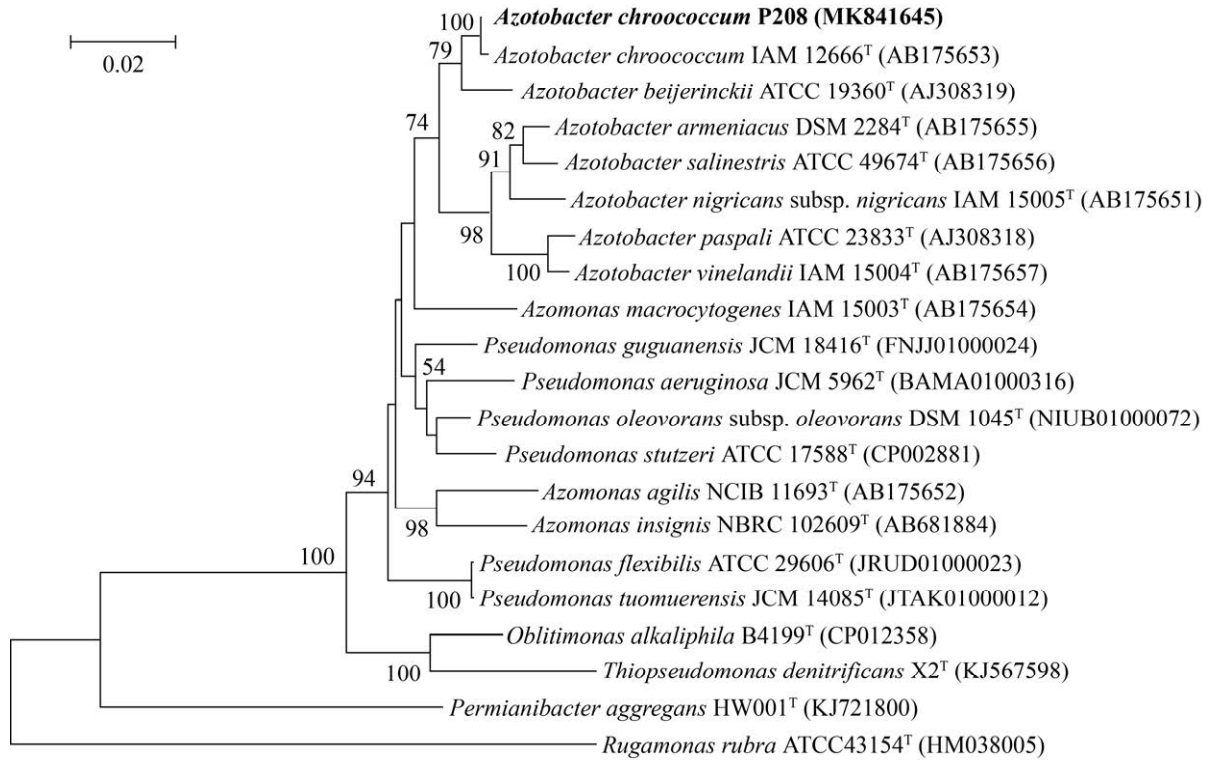 100
Azotobacter chroococcum P208 (MK841645)
0.02
79
Azotobacter chroococcum IAM 12666ᵀ (AB175653)
Azotobacter beijerinckii ATCC 19360ᵀ (AJ308319)
74
82
Azotobacter armeniacus DSM 2284ᵀ (AB175655)
91
Azotobacter salinestris ATCC 49674ᵀ (AB175656)
Azotobacter nigricans subsp. nigricans IAM 15005ᵀ (AB175651)
98
Azotobacter paspali ATCC 23833ᵀ (AJ308318)
100
Azotobacter vinelandii IAM 15004ᵀ (AB175657)
Azomonas macrocytogenes IAM 15003ᵀ (AB175654)
Pseudomonas guguanensis JCM 18416ᵀ (FNJJ01000024)
54
Pseudomonas aeruginosa JCM 5962ᵀ (BAMA01000316)
Pseudomonas oleovorans subsp. oleovorans DSM 1045ᵀ (NIUB01000072)
Pseudomonas stutzeri ATCC 17588ᵀ (CP002881)
94
Azomonas agilis NCIB 11693ᵀ (AB175652)
98
Azomonas insignis NBRC 102609ᵀ (AB681884)
100
Pseudomonas flexibilis ATCC 29606ᵀ (JRUD01000023)
100
Pseudomonas tuomuerensis JCM 14085ᵀ (JTAK01000012)
Oblitimonas alkaliphila B4199ᵀ (CP012358)
100
Thiopseudomonas denitrificans X2ᵀ (KJ567598)
Permianibacter aggregans HW001ᵀ (KJ721800)
Rugamonas rubra ATCC43154ᵀ (HM038005)